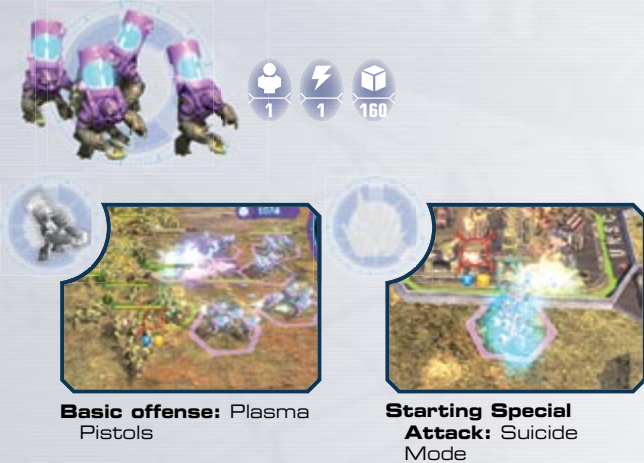 1 1 160
Basic offense: Plasma
Pistols
Starting Special
Attack: Suicide
Mode